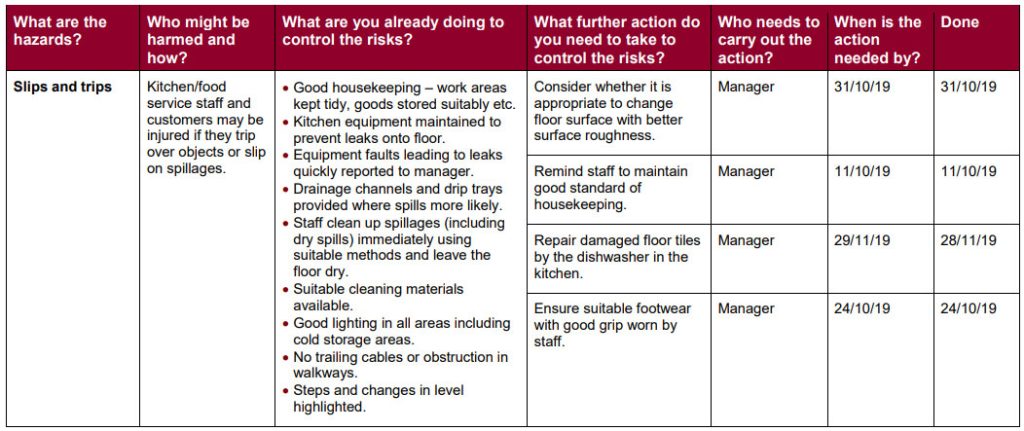 What are the
hazards?
Who might be
harmed and
how?
What are you already doing to
control the risks?
What further action do
you need to take to
control the risks?
Who needs to
carry out the
action?
When is the
action
needed by?
Done
Slips and trips
Kitchen/food
service staff and
customers may be
injured if they trip
over objects or slip
on spillages.
• Good housekeeping – work areas
kept tidy, goods stored suitably etc.
• Kitchen equipment maintained to
prevent leaks onto floor.
• Equipment faults leading to leaks
quickly reported to manager.
• Drainage channels and drip trays
provided where spills more likely.
• Staff clean up spillages (including
dry spills) immediately using
suitable methods and leave the
floor dry.
• Suitable cleaning materials
available.
• Good lighting in all areas including
cold storage areas.
• No trailing cables or obstruction in
walkways.
• Steps and changes in level
highlighted.
Consider whether it is
appropriate to change
floor surface with better
surface roughness.
Manager
31/10/19
31/10/19
Remind staff to maintain
good standard of
housekeeping.
Manager
11/10/19
11/10/19
Repair damaged floor tiles
by the dishwasher in the
kitchen.
Manager
29/11/19
28/11/19
Ensure suitable footwear
with good grip worn by
staff.
Manager
24/10/19
24/10/19